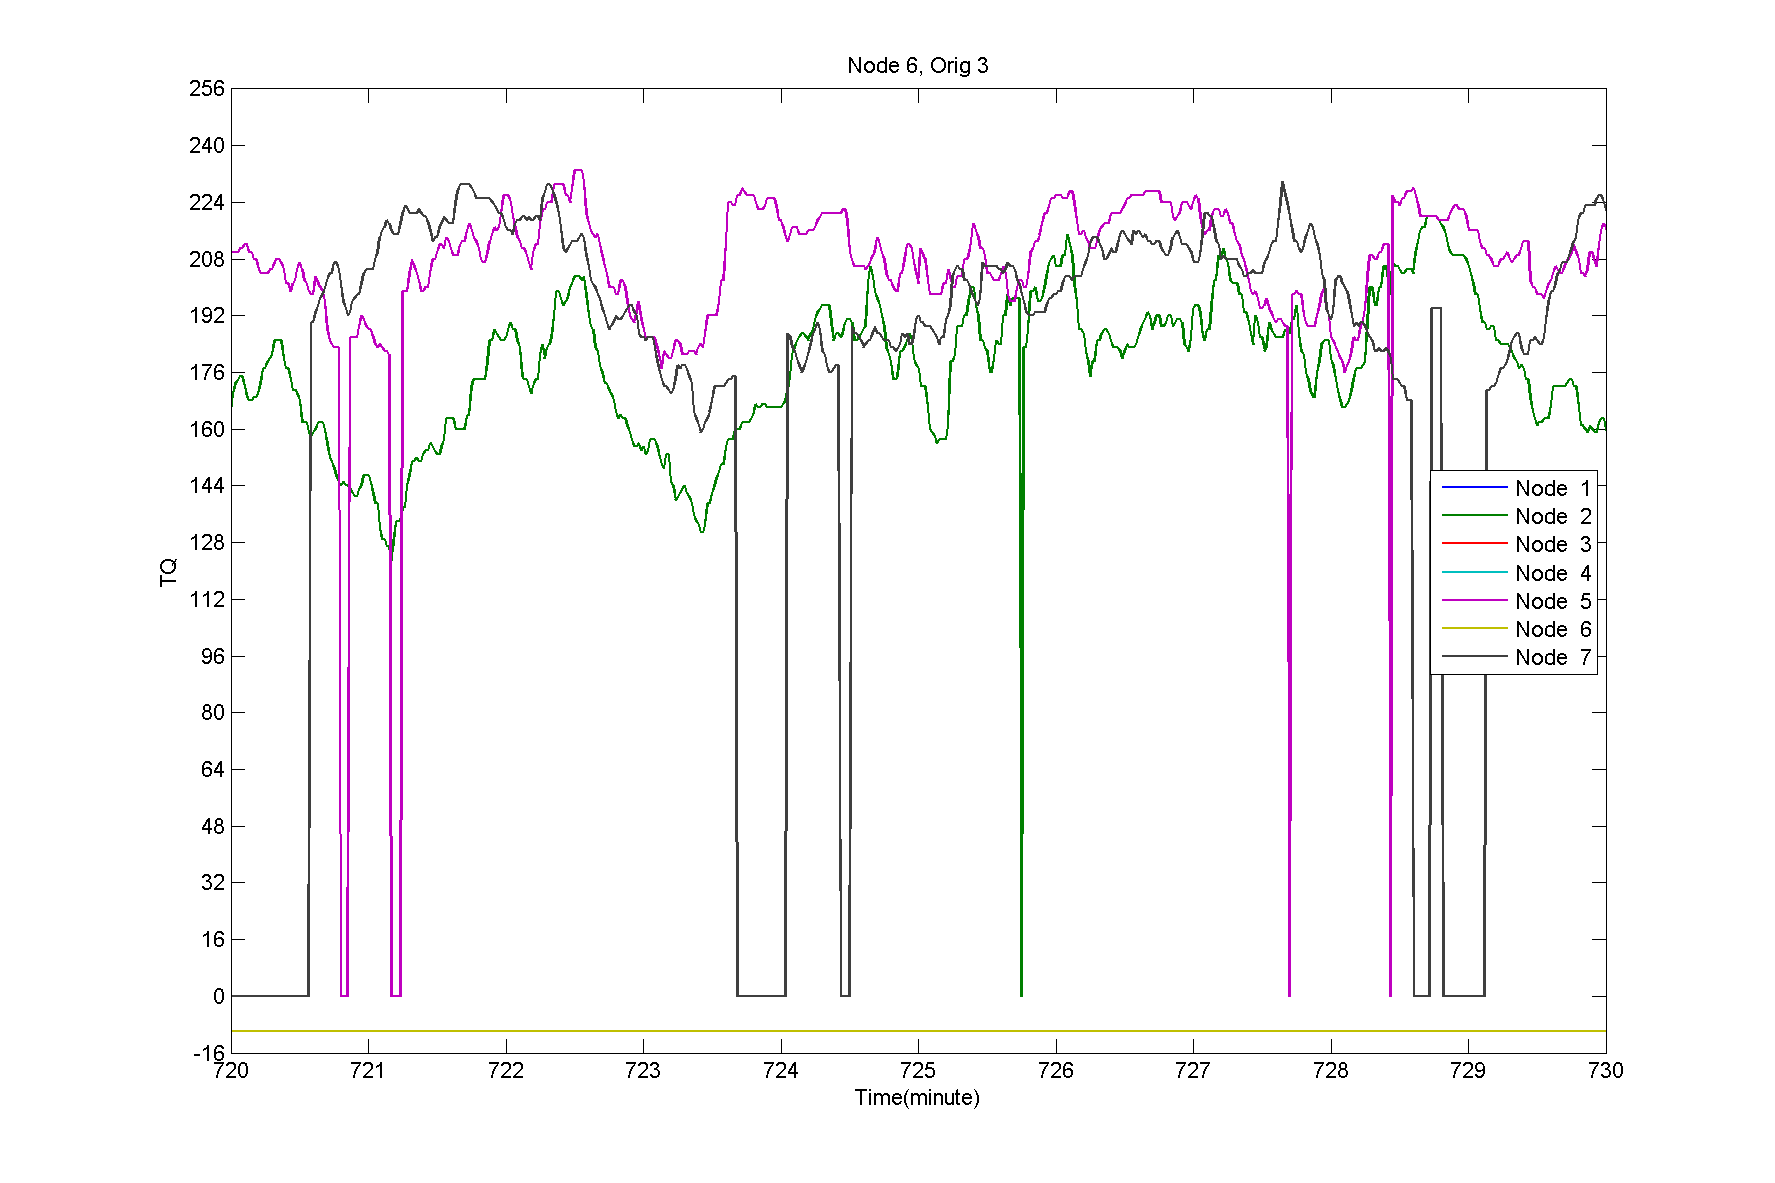 Node 6, Orig 3
256
240
224
208
192
176
160
144
128
112
96
80
64
48
32
16
0
-16
TQ
Node 1
Node 2
Node 3
Node 4
Node 5
Node 6
Node 7
720 721 722 723 724 725 726 727 728 729 730
Time(minute)